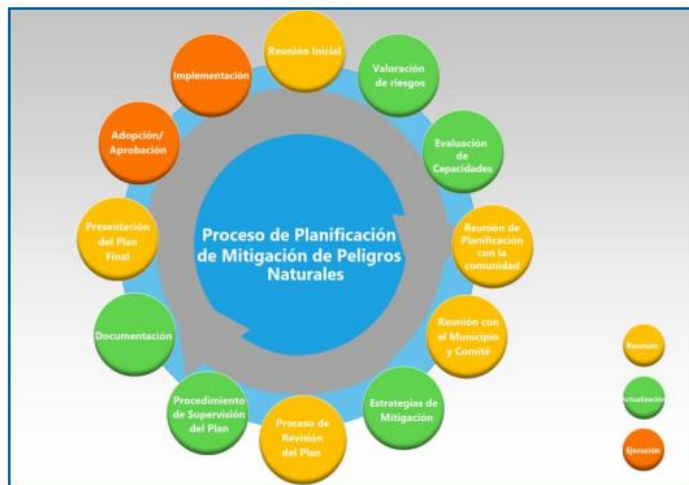 Reunión Inicial
Valoración
de riesgos
Evaluación
de
Capacidades
Reunión de
Planificación
con la
comunidad
Reunión con
el Municipio
y Comité
Estrategias de
Mitigación
Proceso de
Revisión
del Plan
Procedimiento
de Supervisión
del Plan
Documentación
Presentación
del Plan
Final
Adopción/
Aprobación
Implementación
Proceso de Planificación
de Mitigación de Peligros
Naturales
Reunión
Actualización
Ejecución